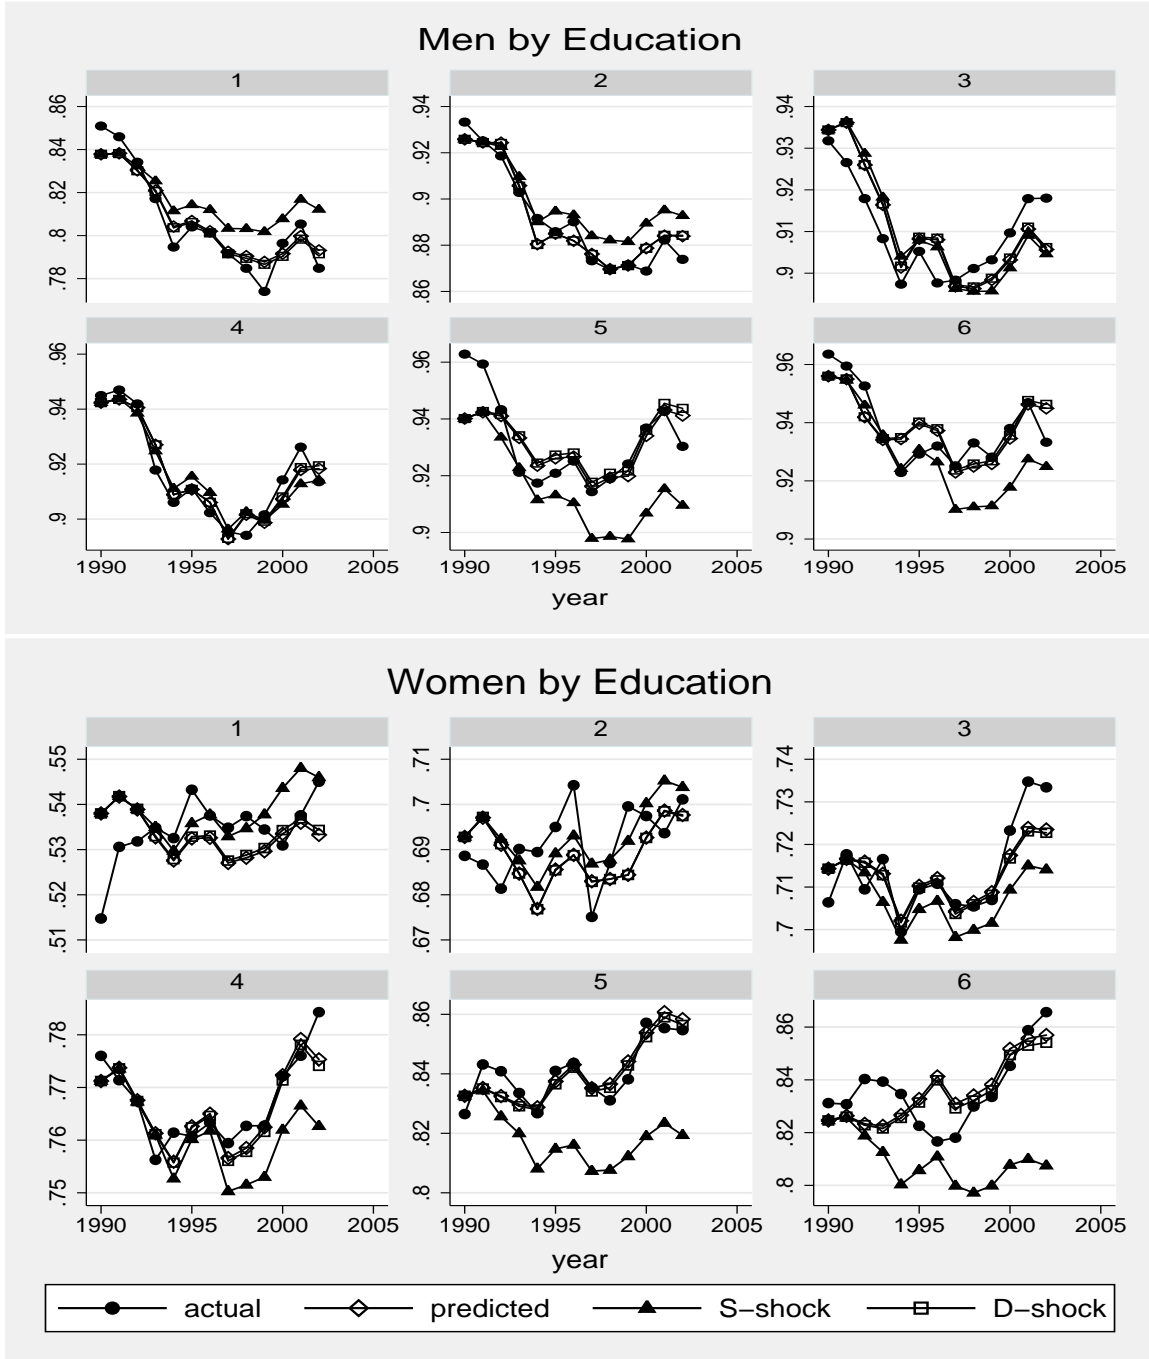 Men by Education
1 2 3
.86 .94 .94
.84 .92 .93
.82 .9 .92
.8 .88 .91
.78 .86 .9
4 5 6
.96 .96 .96
.94 .94 .94
.92 .92 .92
.9 .9 .9
1990 1995 2000 2005 1990 1995 2000 2005 1990 1995 2000 2005
year
Women by Education
1 2 3
.55 .71 .74
.54 .7 .73
.53 .69 .72
.52 .68 .71
.51 .67 .7
4 5 6
.78 .86 .86
.77 .84 .84
.76 .82 .82
.75 .8 .8
1990 1995 2000 2005 1990 1995 2000 2005 1990 1995 2000 2005
year
actual predicted S−shock D−shock